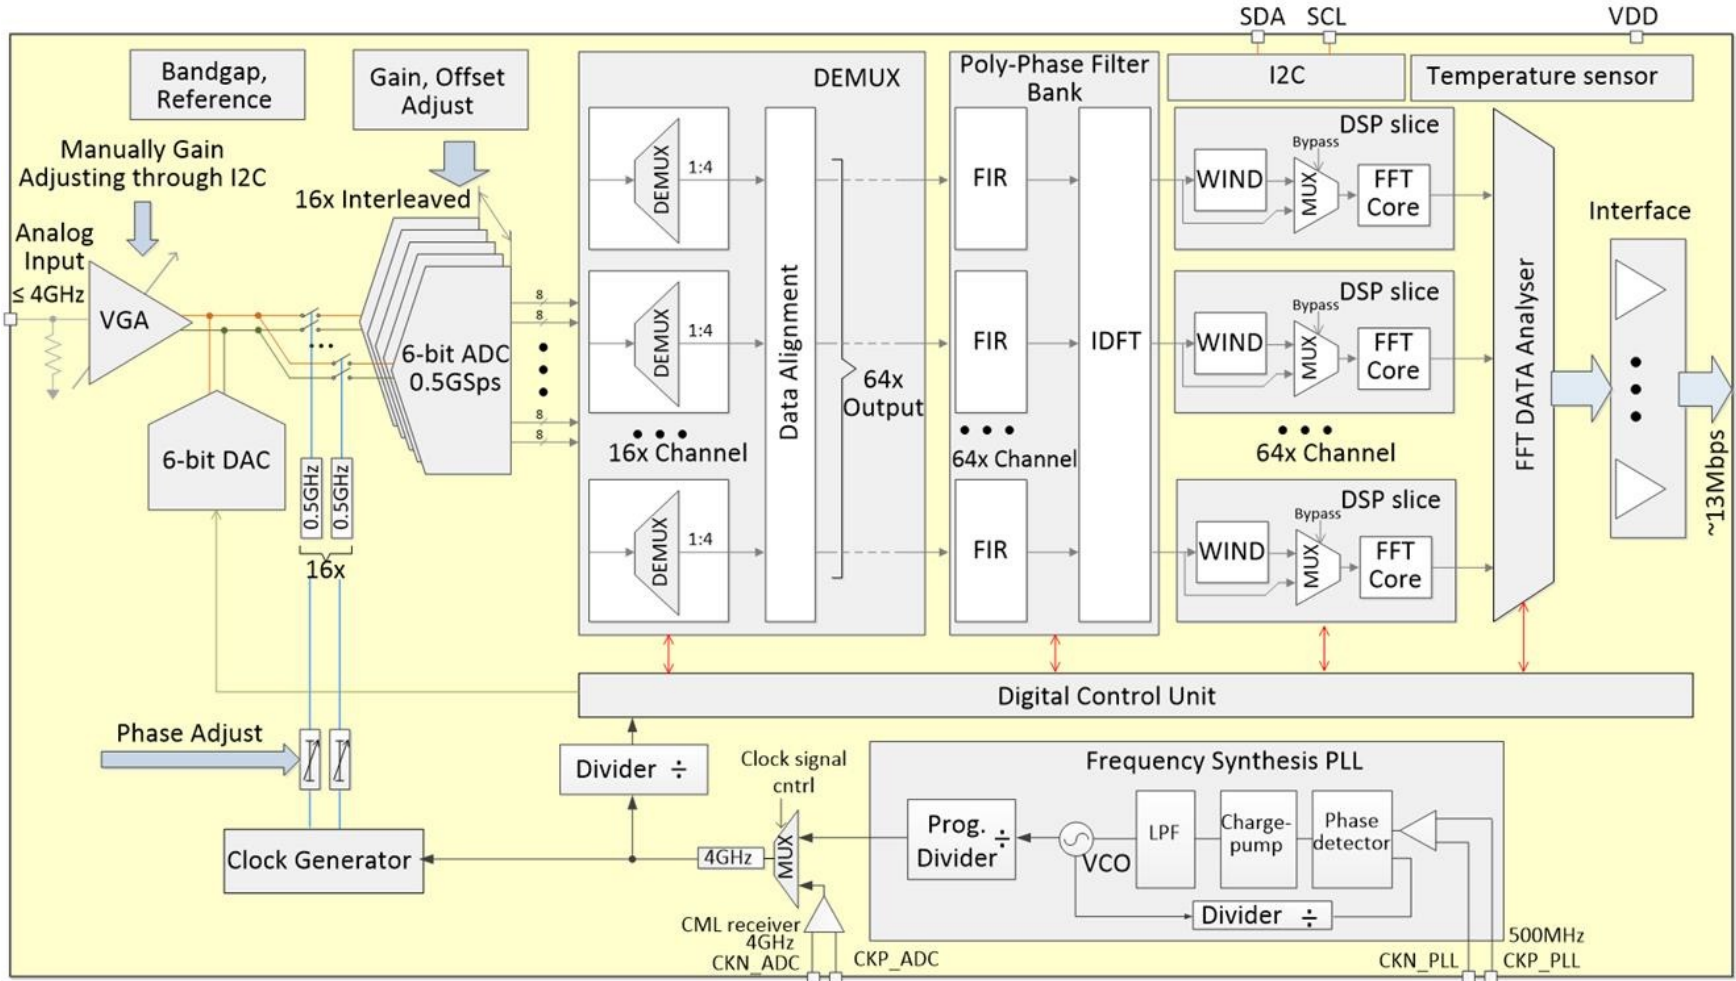 SDA SCL VDD
Bandgap,
Reference
Gain, Offset
Adjust
DEMUX
Poly-Phase Filter
Bank
I2C
Temperature sensor
Manually Gain
Adjusting through I2C
16x Interleaved
Analog
Input
≤ 4GHz
VGA
6-bit ADC
0.5GSps
8
8
8
8
6-bit DAC
0.5GHz
0.5GHz
16x
DEMUX
1:4
DEMUX
1:4
16x Channel
DEMUX
1:4
Data Alignment
64x
Output
FIR
FIR
64x Channel
FIR
IDFT
DSP slice
Bypass
WIND
MUX
FFT
Core
DSP slice
Bypass
WIND
MUX
FFT
Core
64x Channel
DSP slice
Bypass
WIND
MUX
FFT
Core
FFT DATA Analyser
Interface
~13Mbps
Digital Control Unit
Phase Adjust
Clock Generator
Divider ÷
Clock signal
cntrl
4GHz
MUX
CML receiver
4GHz
CKN_ADC
CKP_ADC
Frequency Synthesis PLL
Prog.
Divider ÷
VCO
LPF
Charge-
pump
Phase
detector
Divider ÷
500MHz
CKN_PLL
CKP_PLL